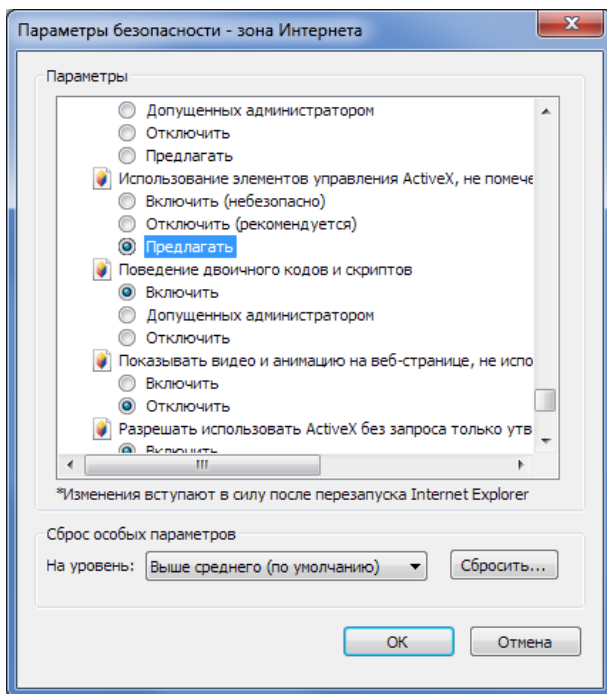 Параметры безопасности - зона Интернета
Параметры
Допущенных администратором
Отключить
Предлагать
Использование элементов управления ActiveX, не помече
Включить (небезопасно)
Отключить (рекомендуется)
Предлагать
Поведение двоичного кодов и скриптов
Включить
Допущенных администратором
Отключить
Показывать видео и анимацию на веб-странице, не испо
Включить
Отключить
Разрешать использовать ActiveX без запроса только утв
Включить
*Изменения вступают в силу после перезапуска Internet Explorer
Сброс особых параметров
На уровень: Выше среднего (по умолчанию) Сбросить...
ОК Отмена